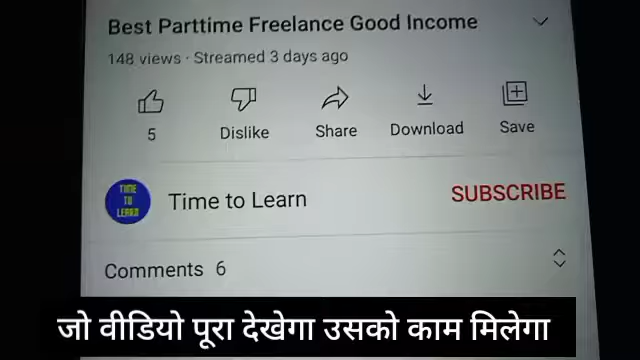 Best Parttime Freelance Good Income
148 views · Streamed 3 days ago
5
Dislike
Share
Download
Save
TIME
TO
LEARN
Time to Learn
SUBSCRIBE
Comments 6
जो वीडियो पूरा देखेगा उसको काम मिलेगा